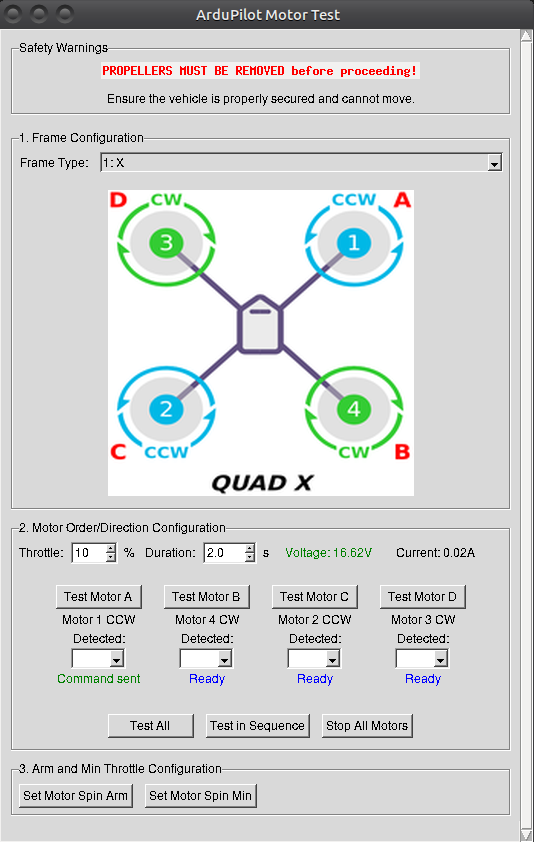 ArduPilot Motor Test
Safety Warnings
PROPELLERS MUST BE REMOVED before proceeding!
Ensure the vehicle is properly secured and cannot move.
1. Frame Configuration
Frame Type: 1: X
D CW CCW A
3 1
2 4
C CCW CW B
QUAD X
2. Motor Order/Direction Configuration
Throttle: 10 % Duration: 2.0 s Voltage: 16.62V Current: 0.02A
Test Motor A Test Motor B Test Motor C Test Motor D
Motor 1 CCW Motor 4 CW Motor 2 CCW Motor 3 CW
Detected: Detected: Detected: Detected:
Command sent Ready Ready Ready
Test All Test in Sequence Stop All Motors
3. Arm and Min Throttle Configuration
Set Motor Spin Arm Set Motor Spin Min